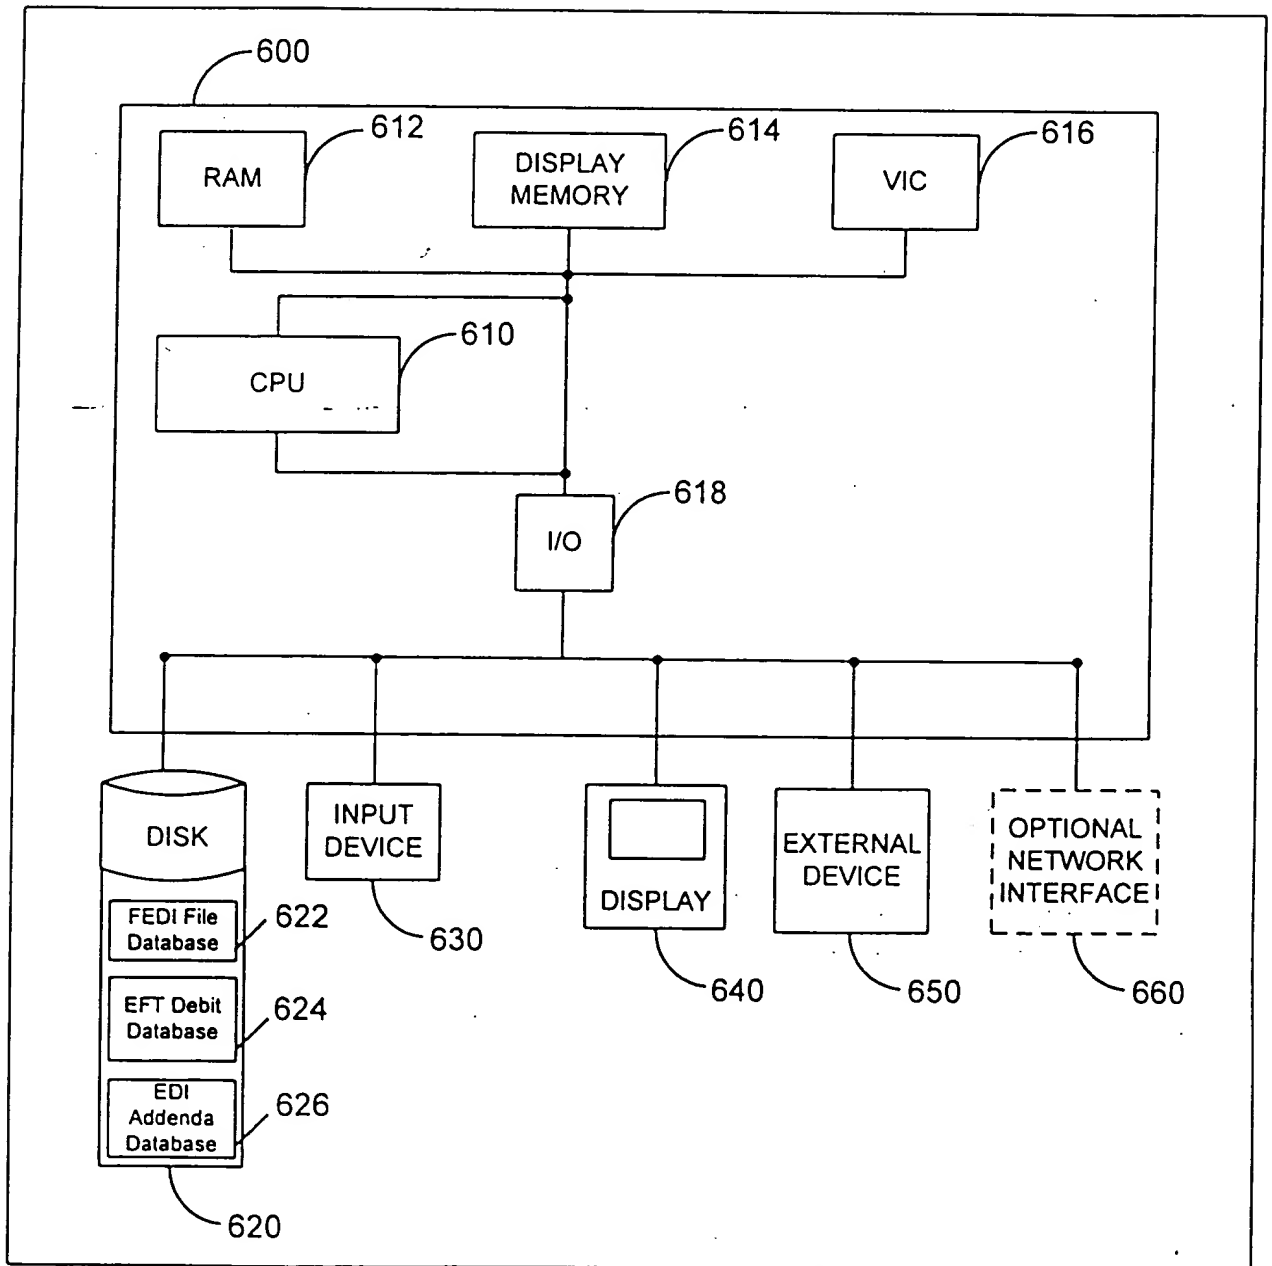 600
612
614
616
RAM
DISPLAY
MEMORY
VIC
610
CPU
618
I/O
DISK
INPUT
DEVICE
DISPLAY
EXTERNAL
DEVICE
OPTIONAL
NETWORK
INTERFACE
FEDI File
Database
622
630
640
650
660
EFT Debit
Database
624
EDI
Addenda
Database
626
620